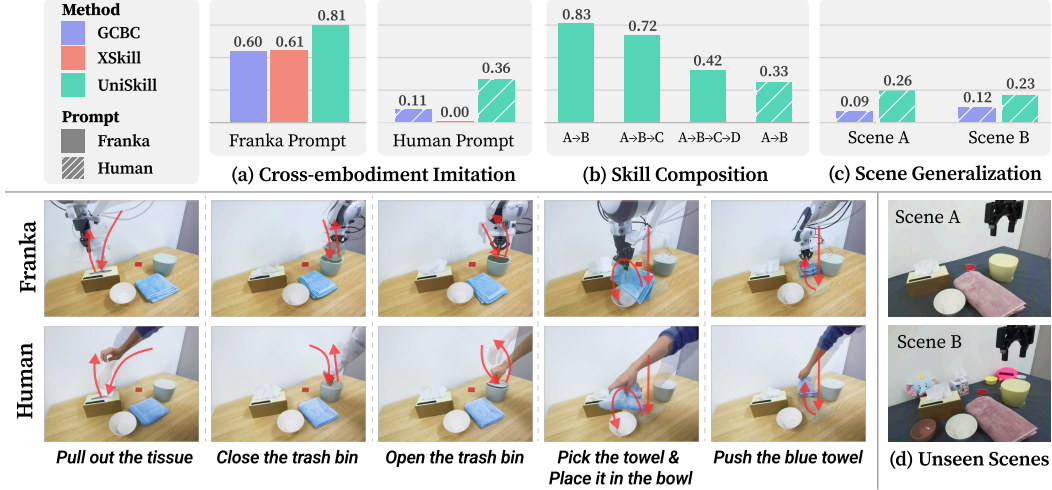 Method
GCBC
XSkill
UniSkill
Prompt
Franka
Human
0.60 0.61 0.81
Franka Prompt
0.11 0.00 0.36
Human Prompt
(a) Cross-embodiment Imitation
0.83 0.72 0.42 0.33
A→B A→B→C A→B→C→D A→B
(b) Skill Composition
0.09 0.26 0.12 0.23
Scene A Scene B
(c) Scene Generalization
Franka
Human
Pull out the tissue
Close the trash bin
Open the trash bin
Pick the towel &
Place it in the bowl
Push the blue towel
Scene A
Scene B
(d) Unseen Scenes